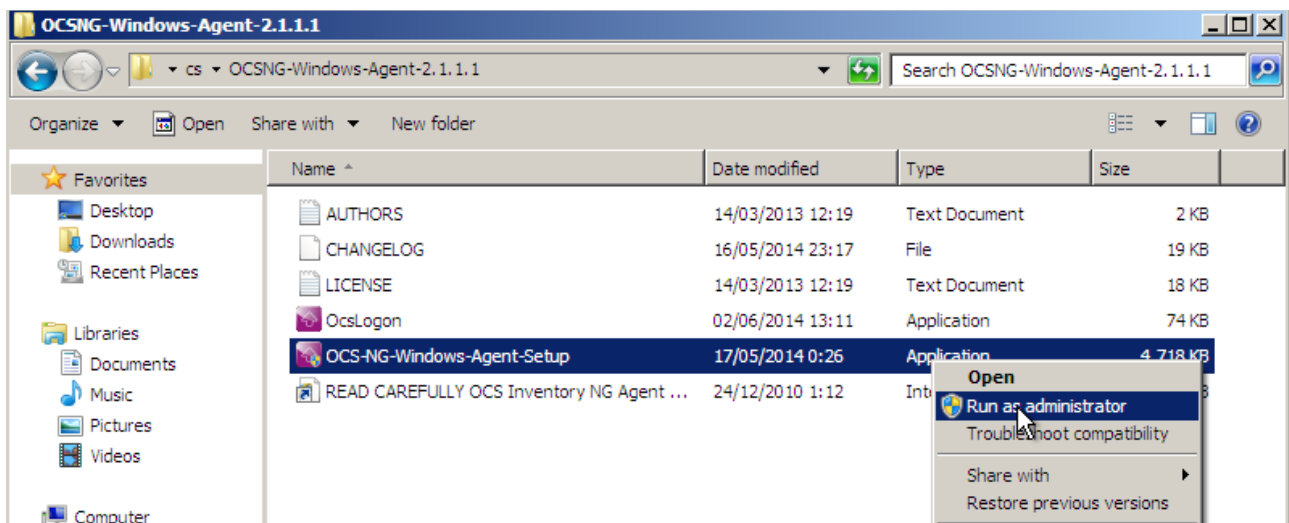 OCSNG-Windows-Agent-2.1.1.1
cs OCSNG-Windows-Agent-2.1.1.1 Search OCSNG-Windows-Agent-2.1.1.1
Organize Open Share with New folder
Name Date modified Type Size
Favorites
Desktop
Downloads
Recent Places
Libraries
Documents
Music
Pictures
Videos
Computer
AUTHORS 14/03/2013 12:19 Text Document 2 KB
CHANGELOG 16/05/2014 23:17 File 19 KB
LICENSE 14/03/2013 12:19 Text Document 18 KB
OcsLogon 02/06/2014 13:11 Application 74 KB
OCS-NG-Windows-Agent-Setup 17/05/2014 0:26 Application 4 718 KB
READ CAREFULLY OCS Inventory NG Agent ... 24/12/2010 1:12
Open
Run as administrator
Troubleshoot compatibility
Share with
Restore previous versions